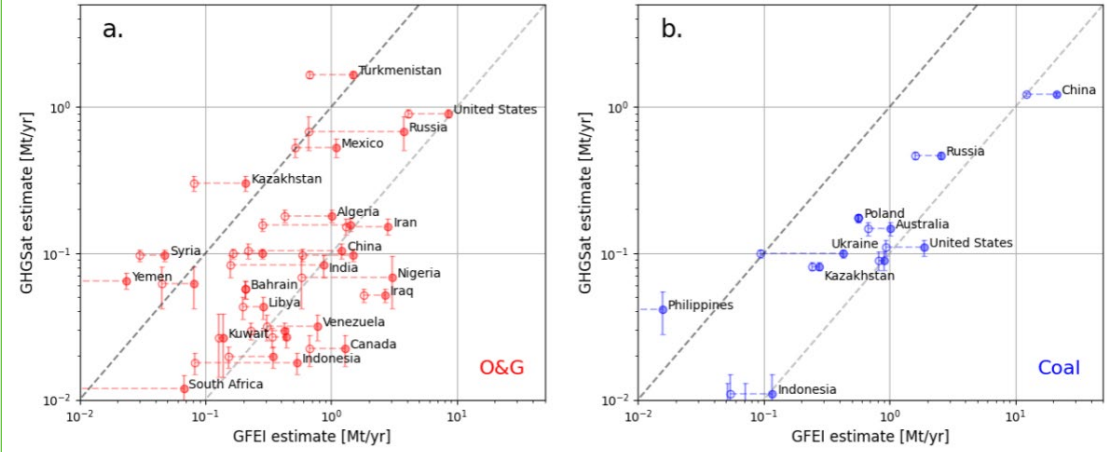 a.
Turkmenistan
United States
Russia
Mexico
Kazakhstan
Algeria
Iran
China
Syria
India
Nigeria
Yemen
Bahrain
Iraq
Libya
Venezuela
Kuwait
Canada
Indonesia
South Africa
O&G
10⁰
10⁻¹
10⁻²
GHGSat estimate [Mt/yr]
10⁻² 10⁻¹ 10⁰ 10¹
GFEI estimate [Mt/yr]
b.
China
Russia
Poland
Australia
Ukraine
United States
Kazakhstan
Philippines
Indonesia
Coal
10⁰
10⁻¹
10⁻²
GHGSat estimate [Mt/yr]
10⁻² 10⁻¹ 10⁰ 10¹
GFEI estimate [Mt/yr]